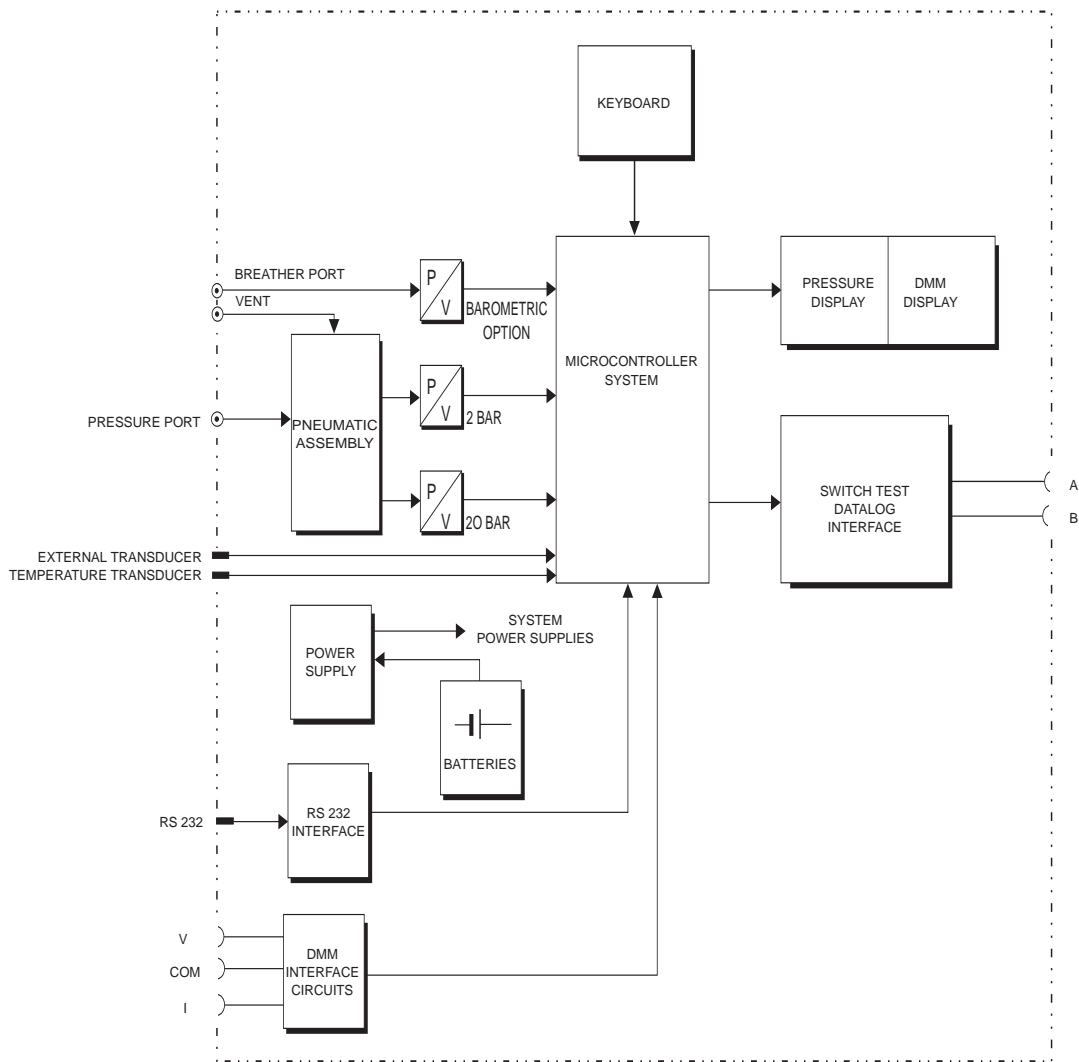 KEYBOARD
BREATHER PORT
VENT
P
V
BAROMETRIC
OPTION
PRESSURE
DISPLAY
DMM
DISPLAY
MICROCONTROLLER
SYSTEM
PRESSURE PORT
PNEUMATIC
ASSEMBLY
P
V
2 BAR
P
V
2O BAR
SWITCH TEST
DATALOG
INTERFACE
A
B
EXTERNAL TRANSDUCER
TEMPERATURE TRANSDUCER
POWER
SUPPLY
SYSTEM
POWER SUPPLIES
BATTERIES
RS 232
RS 232
INTERFACE
V
COM
I
DMM
INTERFACE
CIRCUITS